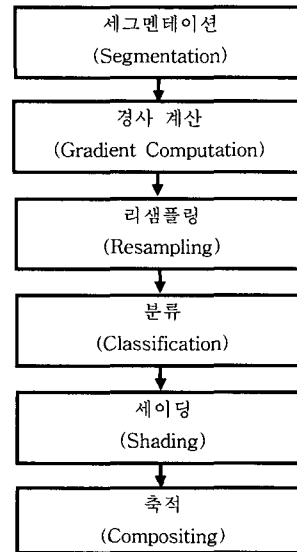 세그멘테이션
(Segmentation)
경사 계산
(Gradient Computation)
리샘플링
(Resampling)
분류
(Classification)
세이딩
(Shading)
축적
(Compositing)